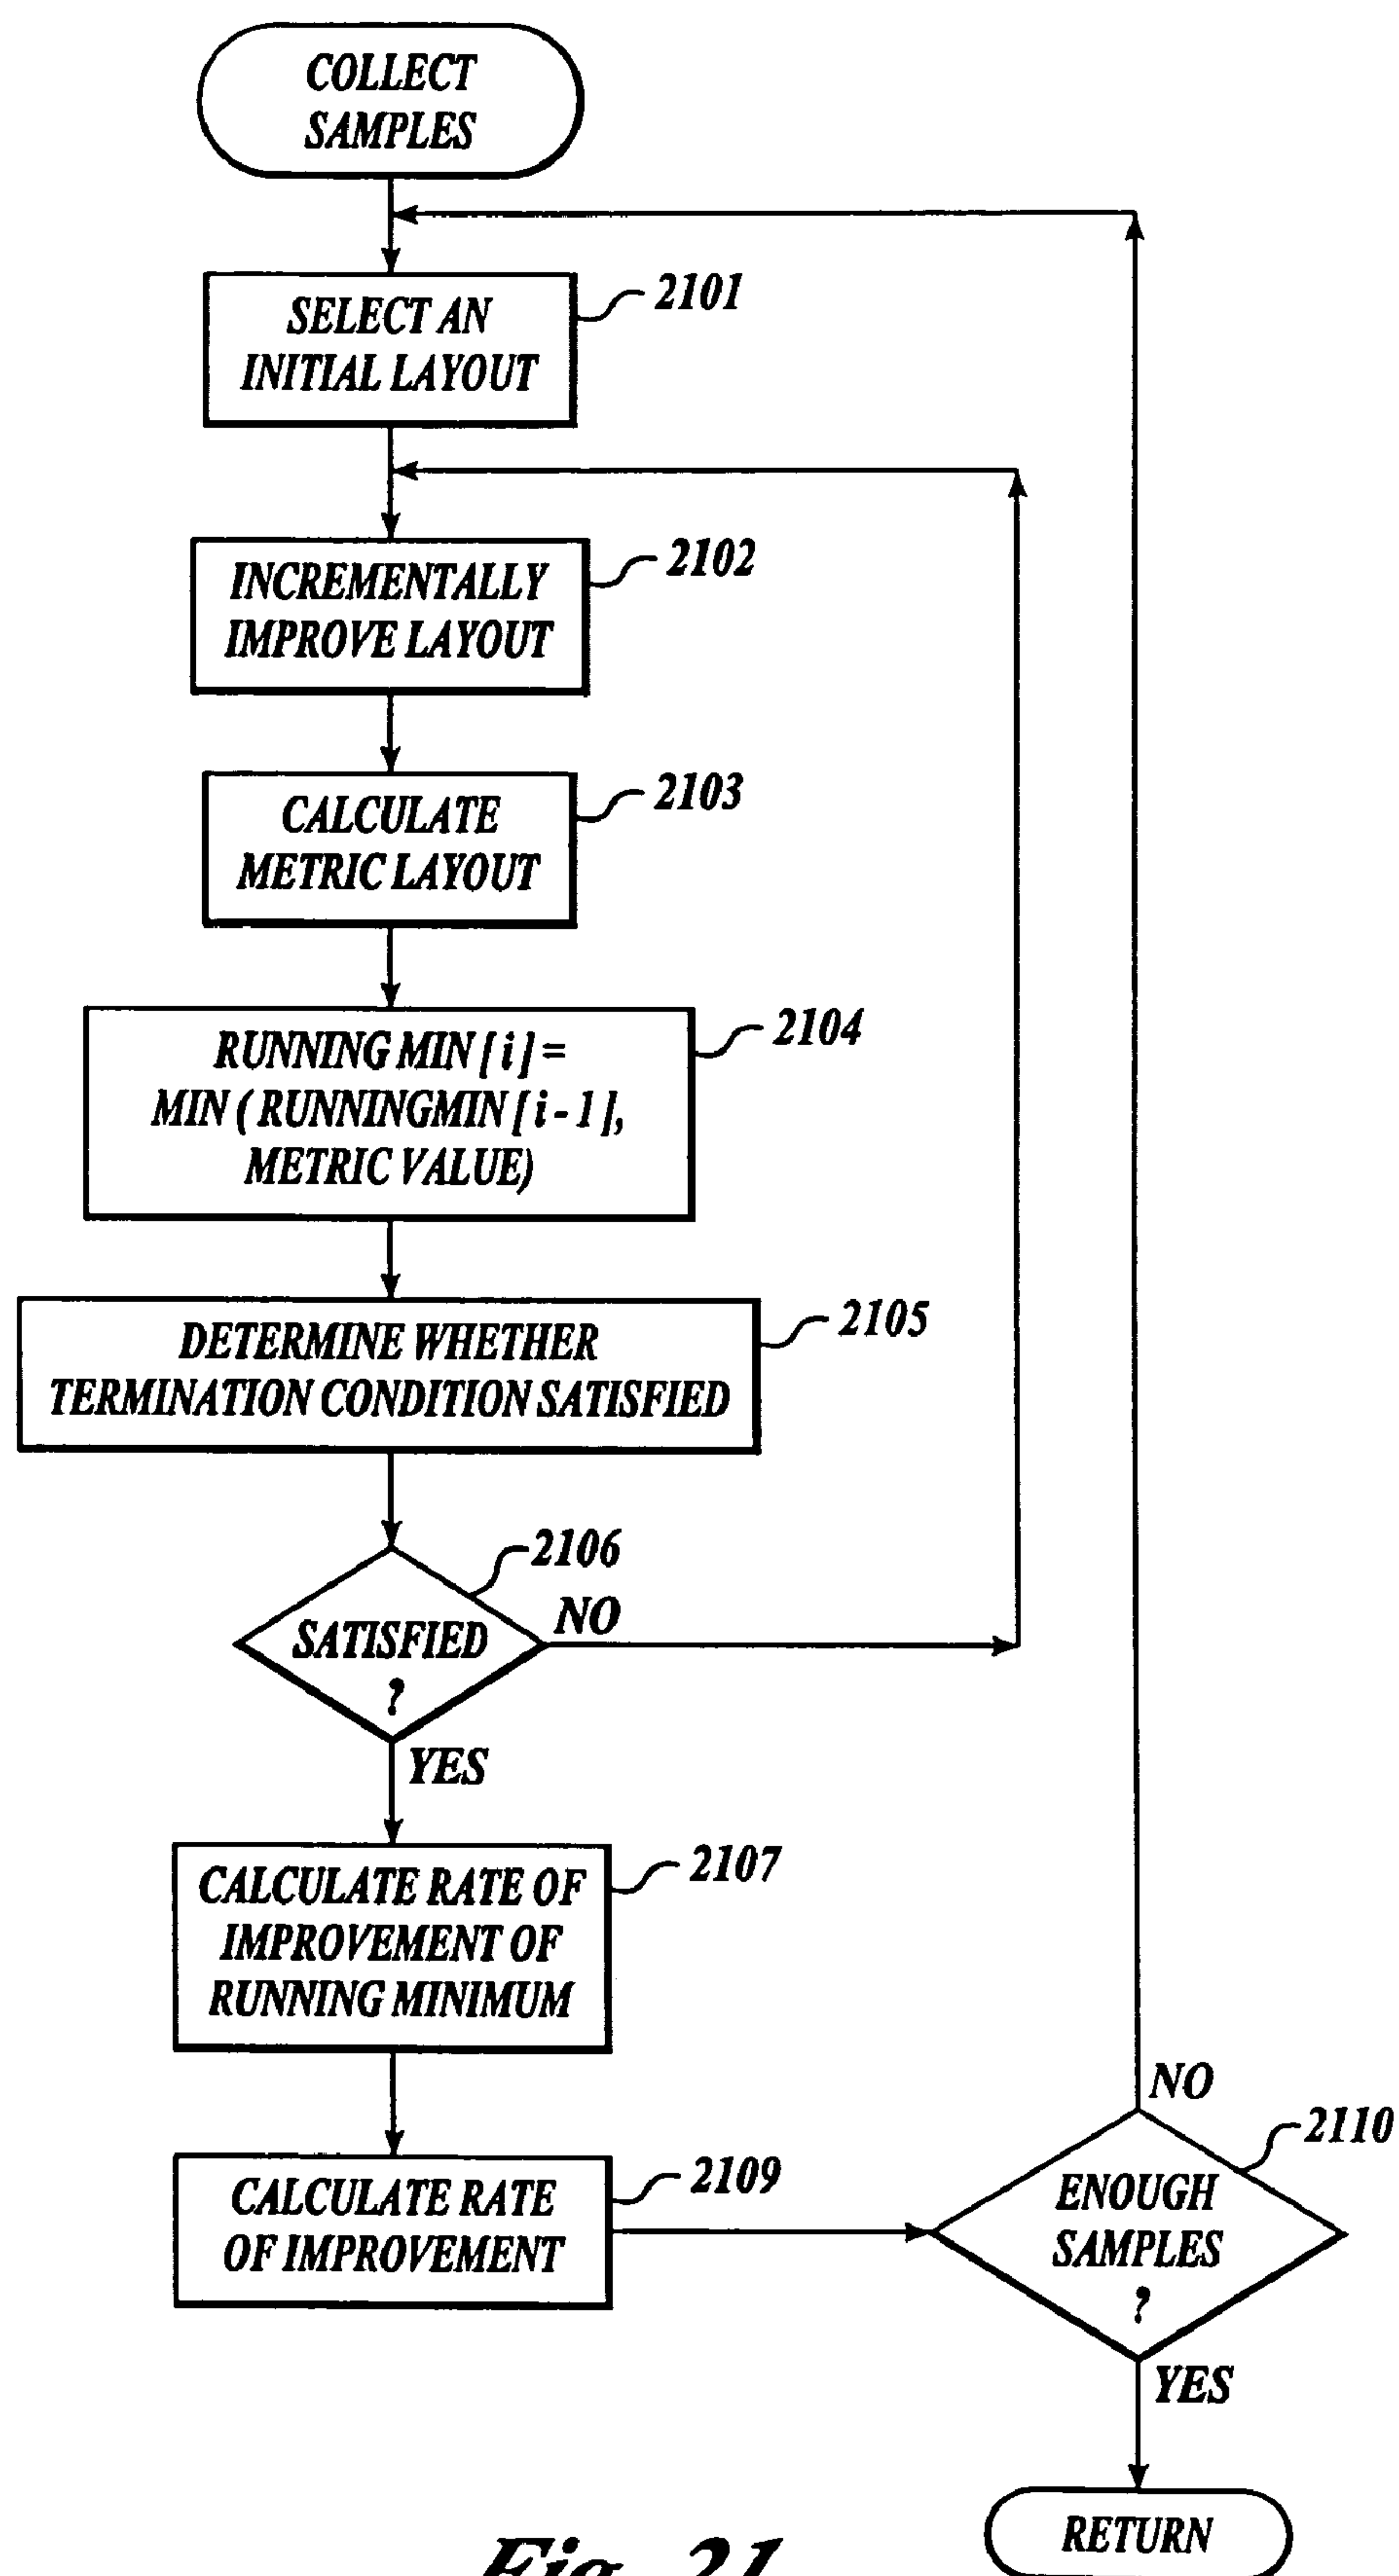 COLLECT
SAMPLES
2101
SELECT AN
INITIAL LAYOUT
2102
INCREMENTALLY
IMPROVE LAYOUT
2103
CALCULATE
METRIC LAYOUT
2104
RUNNING MIN [ i ] =
MIN ( RUNNINGMIN [ i - 1 ],
METRIC VALUE)
2105
DETERMINE WHETHER
TERMINATION CONDITION SATISFIED
2106
SATISFIED
?
NO
YES
2107
CALCULATE RATE OF
IMPROVEMENT OF
RUNNING MINIMUM
2109
CALCULATE RATE
OF IMPROVEMENT
NO
2110
ENOUGH
SAMPLES
?
YES
RETURN
Fig. 21